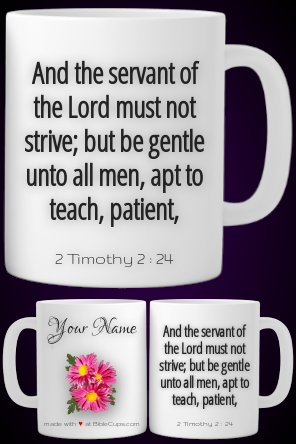 And the servant of
the Lord must not
strive; but be gentle
unto all men, apt to
teach, patient,
2 Timothy 2 : 24
Your Name
made with ♥ at BibleCups.com
And the servant of
the Lord must not
strive; but be gentle
unto all men, apt to
teach, patient,
2 Timothy 2 : 24